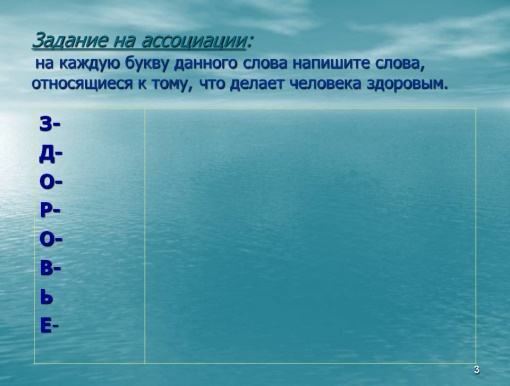 Задание на ассоциации:
на каждую букву данного слова напишите слова,
относящиеся к тому, что делает человека здоровым.
З-
Д-
О-
Р-
О-
В-
Ь
Е-
3